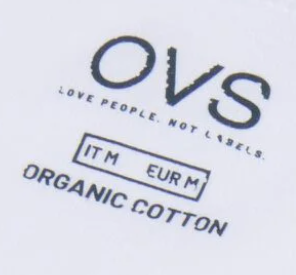 OVS
LOVE PEOPLE. NOT LABELS.
IT M EUR M
ORGANIC COTTON